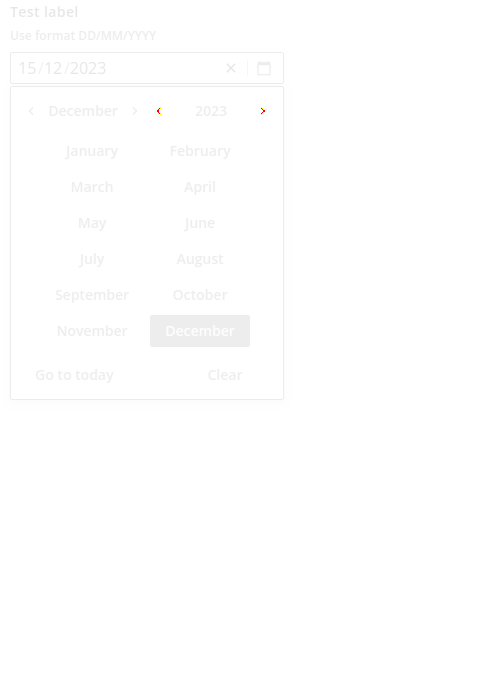 Test label
Use format DD/MM/YYYY
15/12/2023
December 2023
January February
March April
May June
July August
September October
November December
Go to today Clear